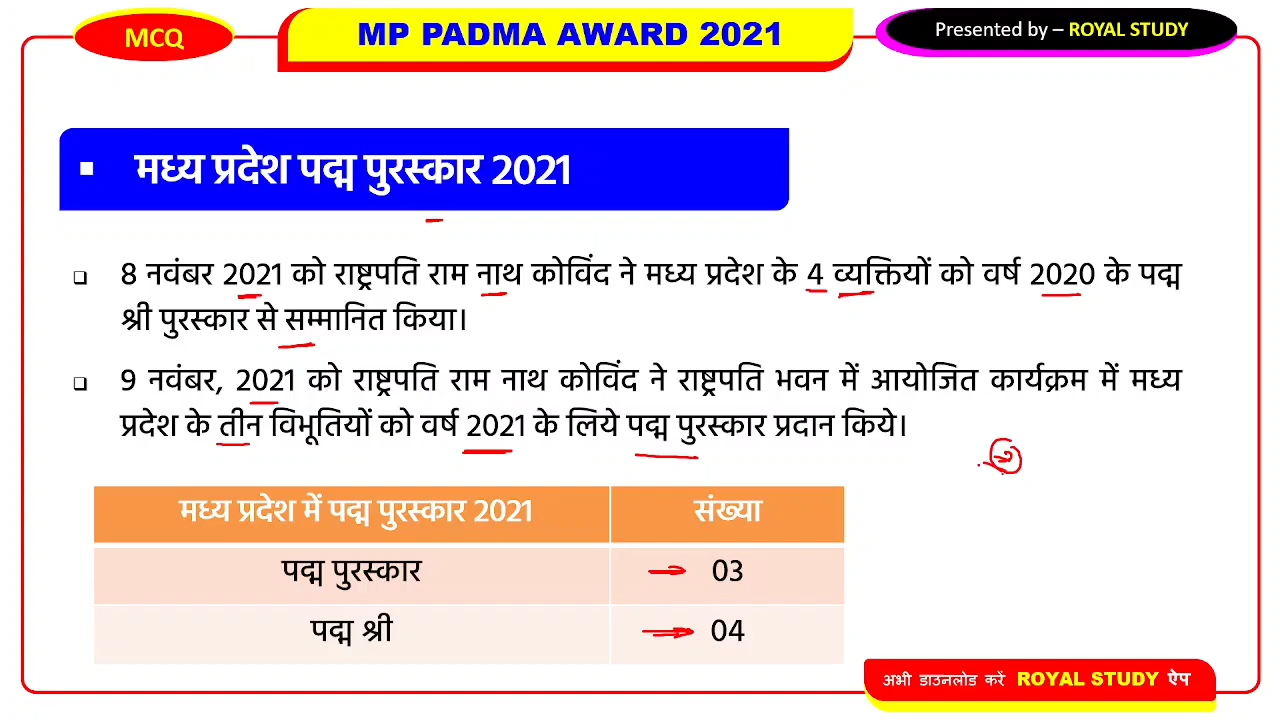 MCQ
MP PADMA AWARD 2021
Presented by – ROYAL STUDY
▪ मध्य प्रदेश पद्म पुरस्कार 2021
❑ 8 नवंबर 2021 को राष्ट्रपति राम नाथ कोविंद ने मध्य प्रदेश के 4 व्यक्तियों को वर्ष 2020 के पद्म
श्री पुरस्कार से सम्मानित किया।
❑ 9 नवंबर, 2021 को राष्ट्रपति राम नाथ कोविंद ने राष्ट्रपति भवन में आयोजित कार्यक्रम में मध्य
प्रदेश के तीन विभूतियों को वर्ष 2021 के लिये पद्म पुरस्कार प्रदान किये।
मध्य प्रदेश में पद्म पुरस्कार 2021 संख्या
पद्म पुरस्कार 03
पद्म श्री 04
अभी डाउनलोड करें ROYAL STUDY ऐप